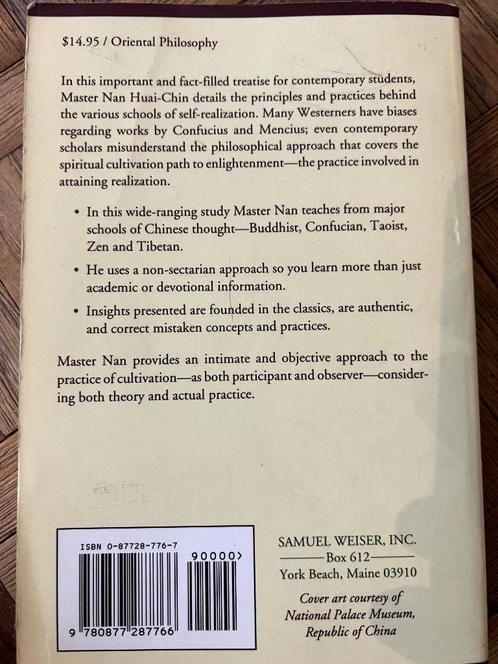 $14.95 / Oriental Philosophy
In this important and fact-filled treatise for contemporary students,
Master Nan Huai-Chin details the principles and practices behind
the various schools of self-realization. Many Westerners have biases
regarding works by Confucius and Mencius; even contemporary
scholars misunderstand the philosophical approach that covers the
spiritual cultivation path to enlightenment—the practice involved in
attaining realization.
• In this wide-ranging study Master Nan teaches from major
schools of Chinese thought—Buddhist, Confucian, Taoist,
Zen and Tibetan.
• He uses a non-sectarian approach so you learn more than just
academic or devotional information.
• Insights presented are founded in the classics, are authentic,
and correct mistaken concepts and practices.
Master Nan provides an intimate and objective approach to the
practice of cultivation—as both participant and observer—consider-
ing both theory and actual practice.
ISBN 0-87728-776-7
90000>
9 780877 287766
SAMUEL WEISER, INC.
Box 612
York Beach, Maine 03910
Cover art courtesy of
National Palace Museum,
Republic of China